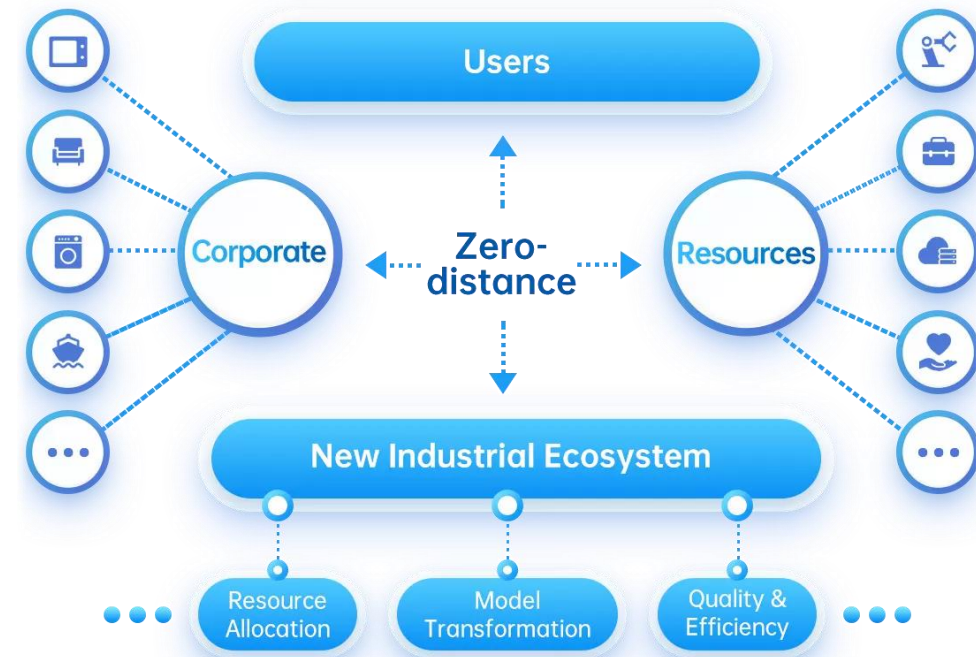 Users
Corporate
Zero-
distance
Resources
New Industrial Ecosystem
Resource
Allocation
Model
Transformation
Quality &
Efficiency